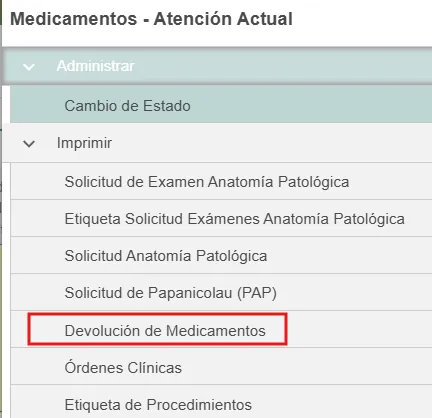 Medicamentos - Atención Actual
Administrar
Cambio de Estado
Imprimir
Solicitud de Examen Anatomía Patológica
Etiqueta Solicitud Exámenes Anatomía Patológica
Solicitud Anatomía Patológica
Solicitud de Papanicolau (PAP)
Devolución de Medicamentos
Órdenes Clínicas
Etiqueta de Procedimientos